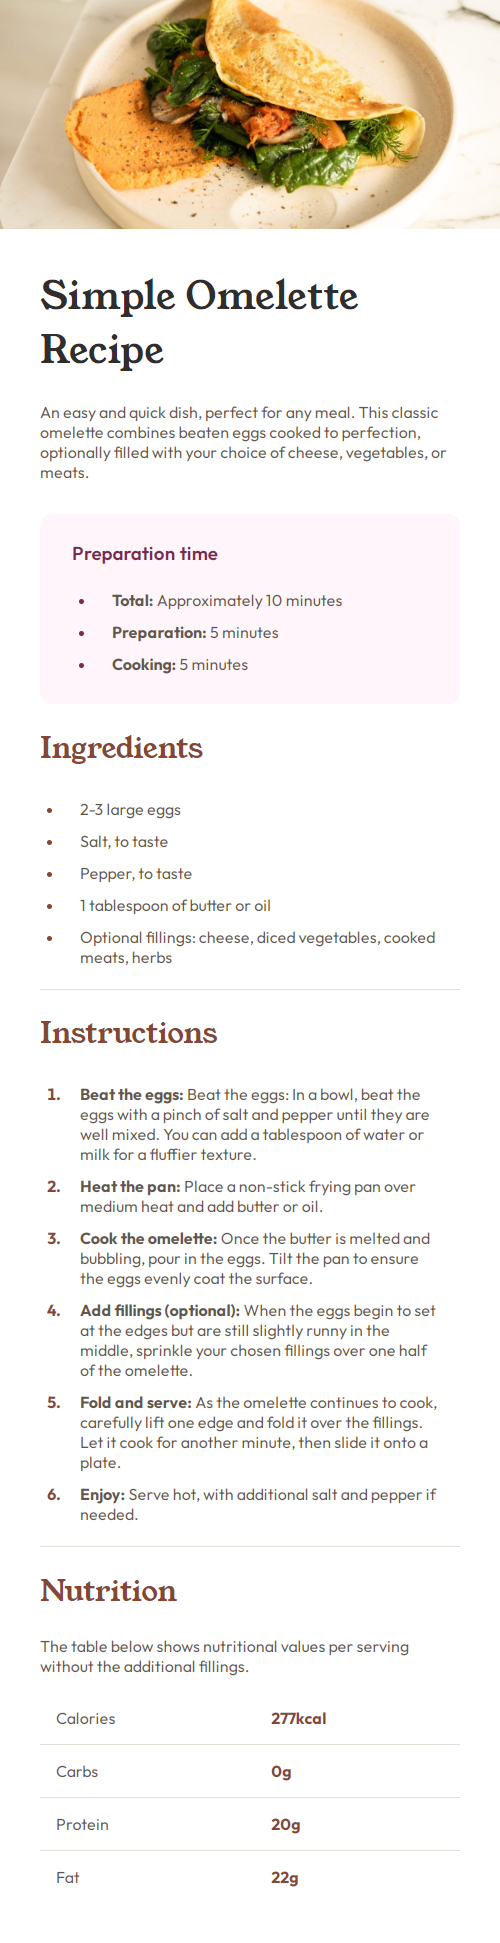 Simple Omelette
Recipe
An easy and quick dish, perfect for any meal. This classic
omelette combines beaten eggs cooked to perfection,
optionally filled with your choice of cheese, vegetables, or
meats.
Preparation time
• Total: Approximately 10 minutes
• Preparation: 5 minutes
• Cooking: 5 minutes
Ingredients
• 2-3 large eggs
• Salt, to taste
• Pepper, to taste
• 1 tablespoon of butter or oil
• Optional fillings: cheese, diced vegetables, cooked
meats, herbs
Instructions
1. Beat the eggs: Beat the eggs: In a bowl, beat the
eggs with a pinch of salt and pepper until they are
well mixed. You can add a tablespoon of water or
milk for a fluffier texture.
2. Heat the pan: Place a non-stick frying pan over
medium heat and add butter or oil.
3. Cook the omelette: Once the butter is melted and
bubbling, pour in the eggs. Tilt the pan to ensure
the eggs evenly coat the surface.
4. Add fillings (optional): When the eggs begin to set
at the edges but are still slightly runny in the
middle, sprinkle your chosen fillings over one half
of the omelette.
5. Fold and serve: As the omelette continues to cook,
carefully lift one edge and fold it over the fillings.
Let it cook for another minute, then slide it onto a
plate.
6. Enjoy: Serve hot, with additional salt and pepper if
needed.
Nutrition
The table below shows nutritional values per serving
without the additional fillings.
Calories 277kcal
Carbs 0g
Protein 20g
Fat 22g